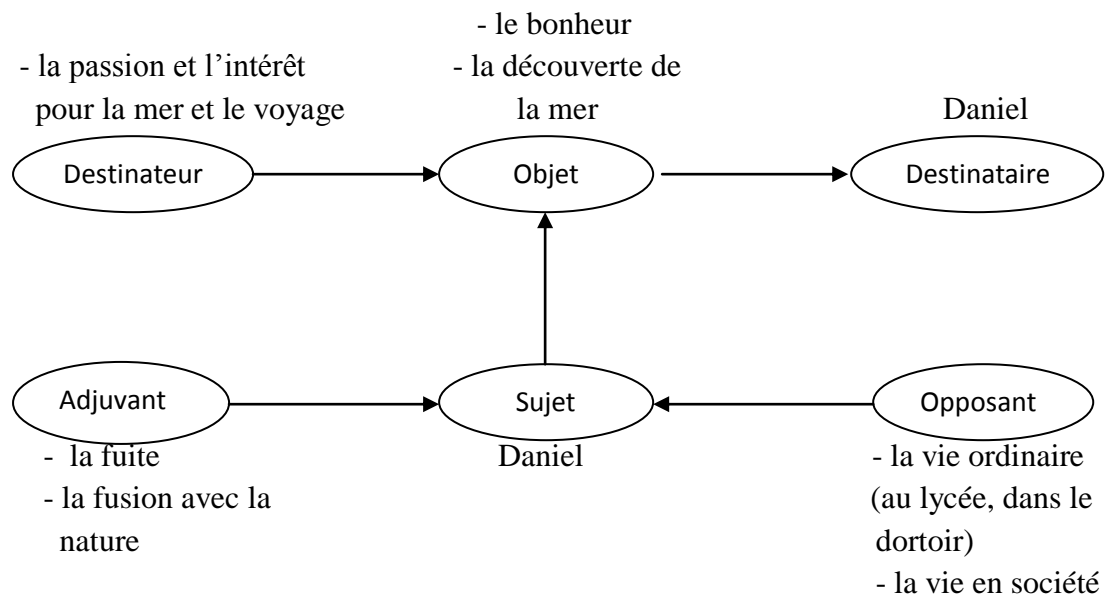 - le bonheur
- la passion et l’intérêt
pour la mer et le voyage
- la découverte de
la mer
Daniel
Destinateur
Objet
Destinataire
Adjuvant
Sujet
Opposant
- la fuite
- la fusion avec la
nature
Daniel
- la vie ordinaire
(au lycée, dans le
dortoir)
- la vie en société